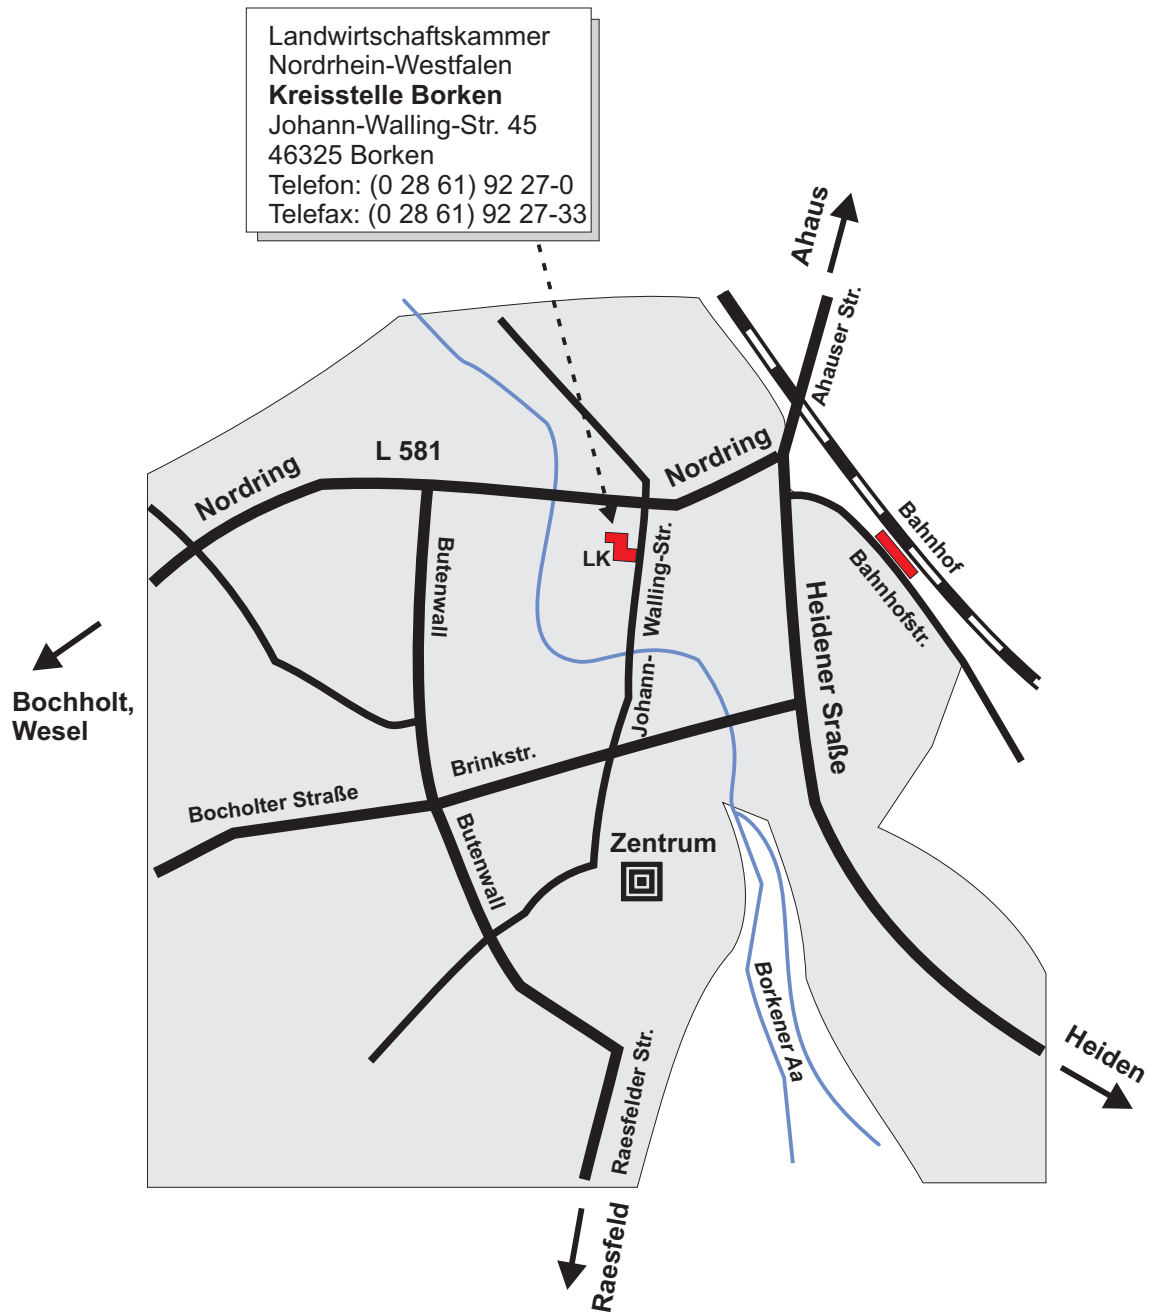 Landwirtschaftskammer
Nordrhein-Westfalen
Kreisstelle Borken
Johann-Walling-Str. 45
46325 Borken
Telefon: (0 28 61) 92 27-0
Telefax: (0 28 61) 92 27-33
Ahaus
Ahauser Str.
L 581
Nordring
Nordring
Bahnhof
Bahnhofstr.
LK
Butenwall
Johann- Walling-Str.
Heidener Sraße
Bochholt,
Wesel
Brinkstr.
Bocholter Straße
Butenwall
Zentrum
Borkener Aa
Heiden
Raesfelder Str.
Raesfeld